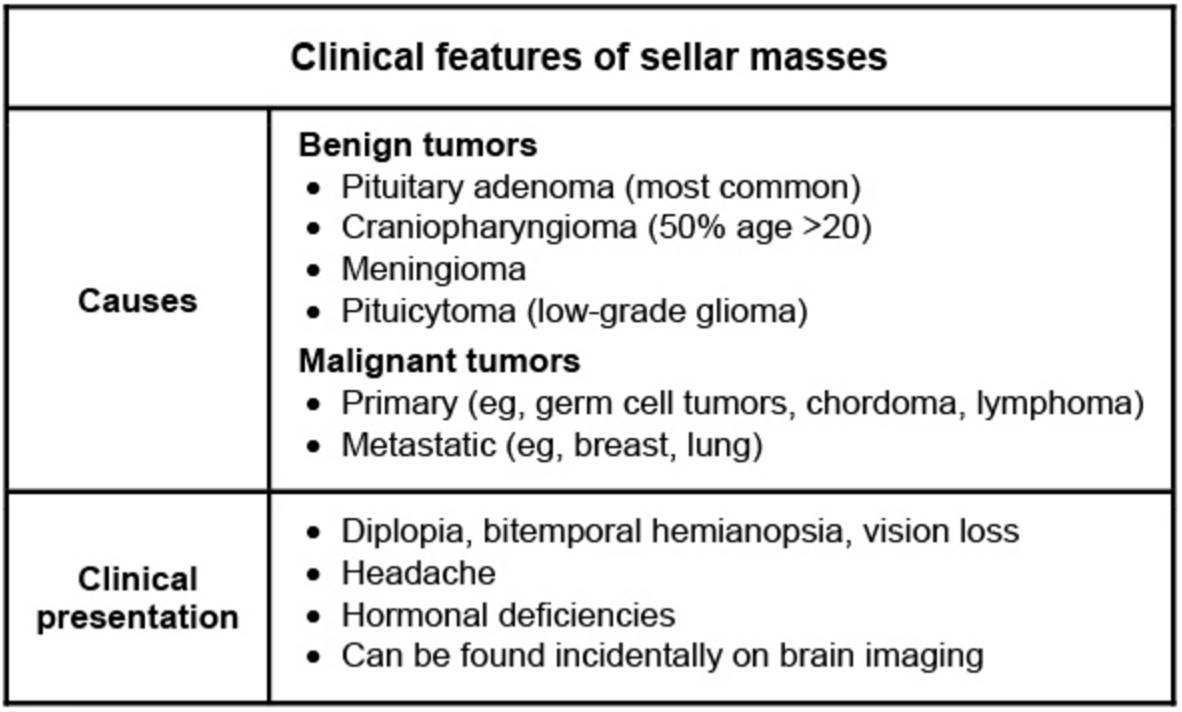 Clinical features of sellar masses
Causes
Benign tumors
• Pituitary adenoma (most common)
• Craniopharyngioma (50% age >20)
• Meningioma
• Pituicytoma (low-grade glioma)
Malignant tumors
• Primary (eg, germ cell tumors, chordoma, lymphoma)
• Metastatic (eg, breast, lung)
Clinical
presentation
• Diplopia, bitemporal hemianopsia, vision loss
• Headache
• Hormonal deficiencies
• Can be found incidentally on brain imaging